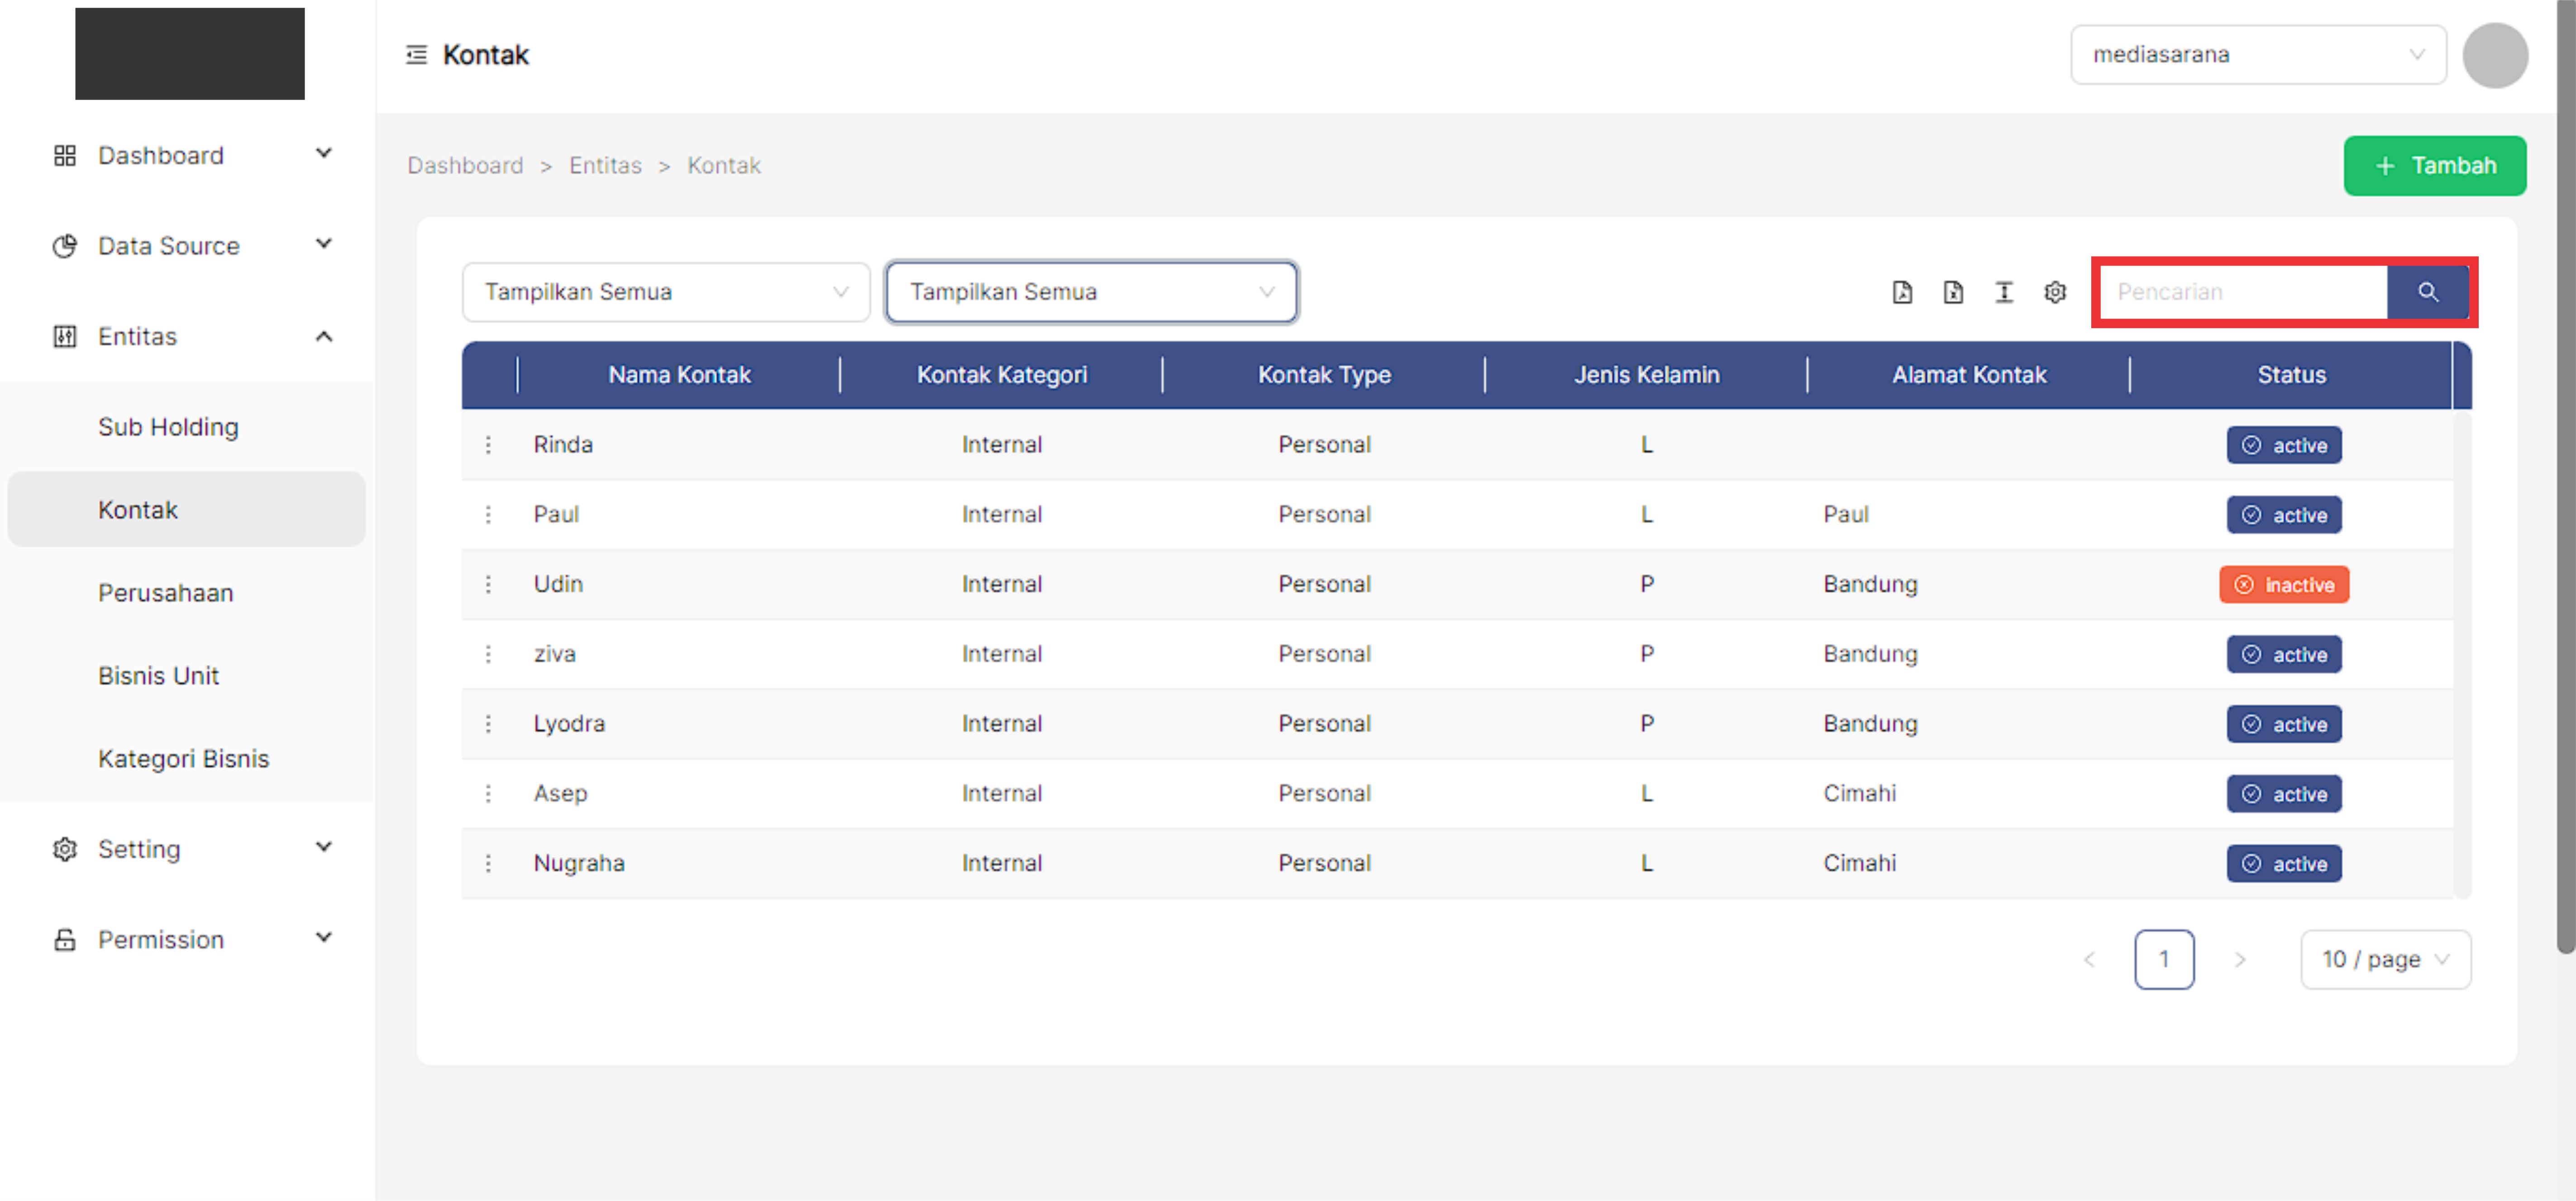 Kontak
mediasarana
Dashboard
Data Source
Entitas
Sub Holding
Kontak
Perusahaan
Bisnis Unit
Kategori Bisnis
Setting
Permission
Dashboard > Entitas > Kontak
+ Tambah
Tampilkan Semua Tampilkan Semua Pencarian
Nama Kontak Kontak Kategori Kontak Type Jenis Kelamin Alamat Kontak Status
Rinda Internal Personal L active
Paul Internal Personal L Paul active
Udin Internal Personal P Bandung inactive
ziva Internal Personal P Bandung active
Lyodra Internal Personal P Bandung active
Asep Internal Personal L Cimahi active
Nugraha Internal Personal L Cimahi active
< 1 > 10 / page